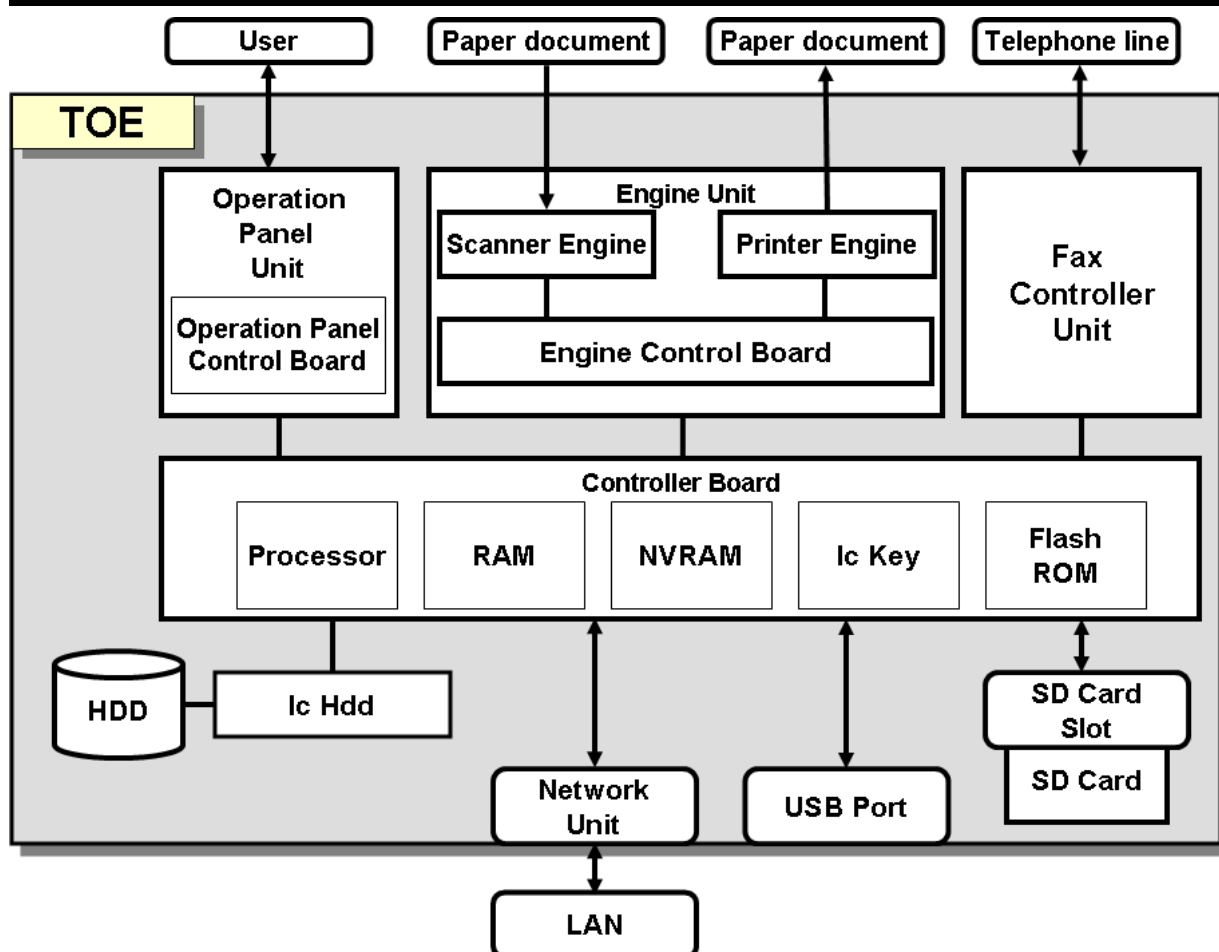 User
Paper document
Paper document
Telephone line
TOE
Operation
Panel
Unit
Operation Panel
Control Board
Engine Unit
Scanner Engine
Printer Engine
Engine Control Board
Fax
Controller
Unit
Controller Board
Processor
RAM
NVRAM
Ic Key
Flash
ROM
HDD
Ic Hdd
Network
Unit
USB Port
SD Card
Slot
SD Card
LAN